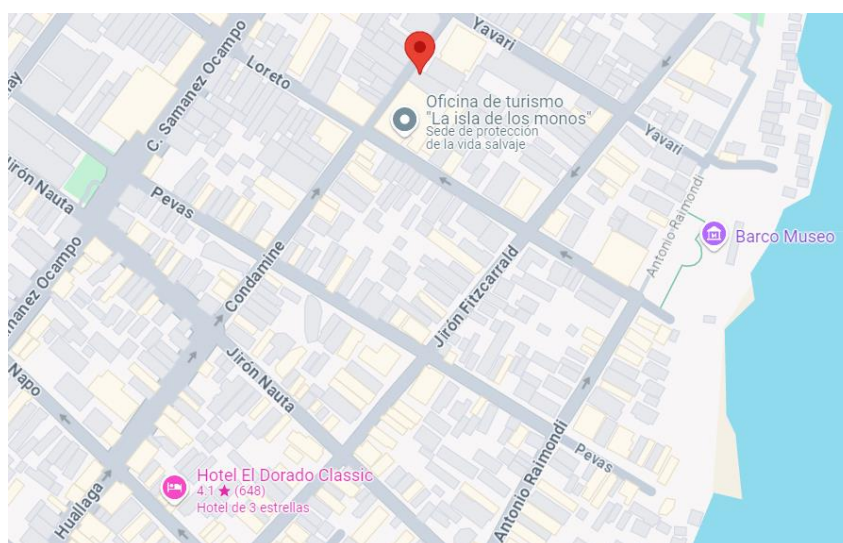 Yavari
C. Samanez Ocampo
Loreto
Oficina de turismo
"La isla de los monos"
Sede de protección
de la vida salvaje
Yavari
Jirón Nauta
Pevas
Antonio Raimondi
Barco Museo
Condamine
Jirón Fitzcarrald
Jirón Nauta
Napo
Pevas
Hotel El Dorado Classic
4.1 ★ (648)
Hotel de 3 estrellas
Huallaga
Antonio Raimondi